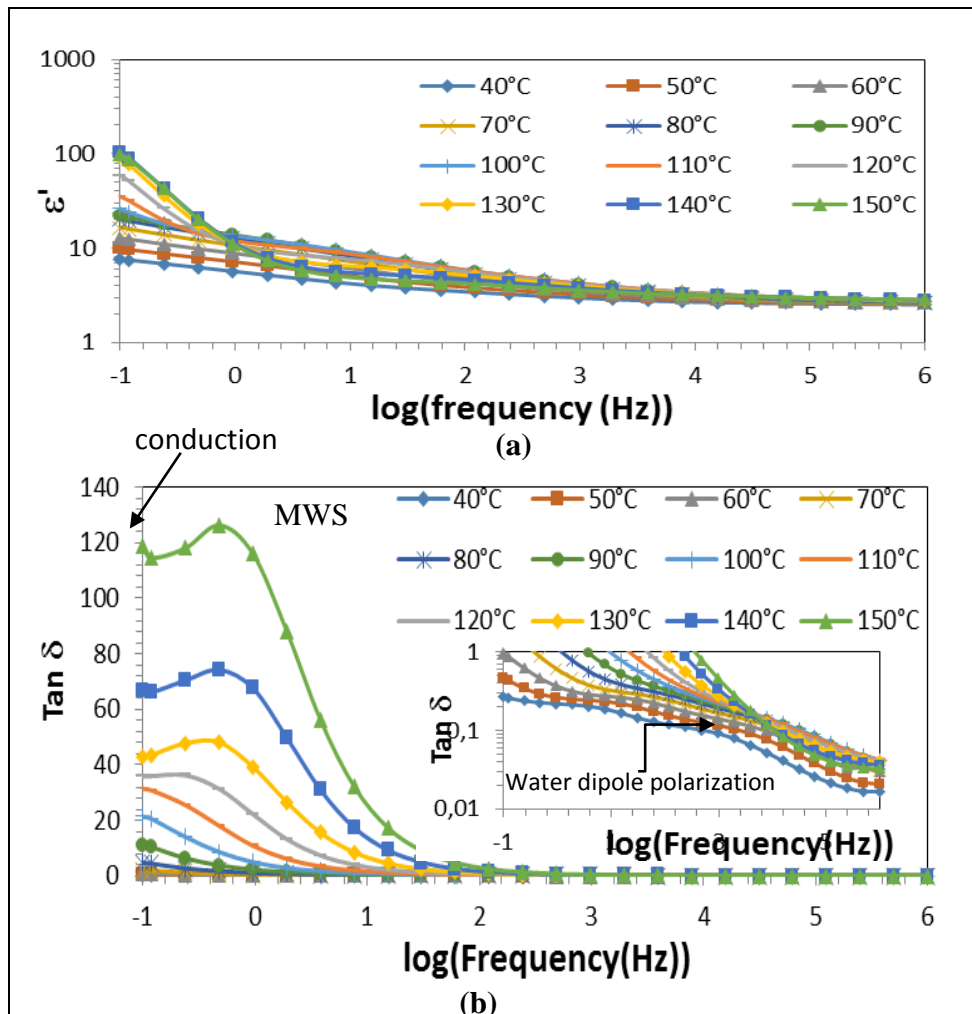 1000
100
10
1
ε'
40°C 50°C 60°C
70°C 80°C 90°C
100°C 110°C 120°C
130°C 140°C 150°C
-1 0 1 2 3 4 5 6
log(frequency (Hz))
(a)
conduction
140
120
100
80
60
40
20
0
Tan δ
MWS
40°C 50°C 60°C 70°C
80°C 90°C 100°C 110°C
120°C 130°C 140°C 150°C
1
0,1
0,01
Tan δ
Water dipole polarization
-1 1 3 5
log(Frequency(Hz))
-1 0 1 2 3 4 5 6
log(Frequency(Hz))
(b)